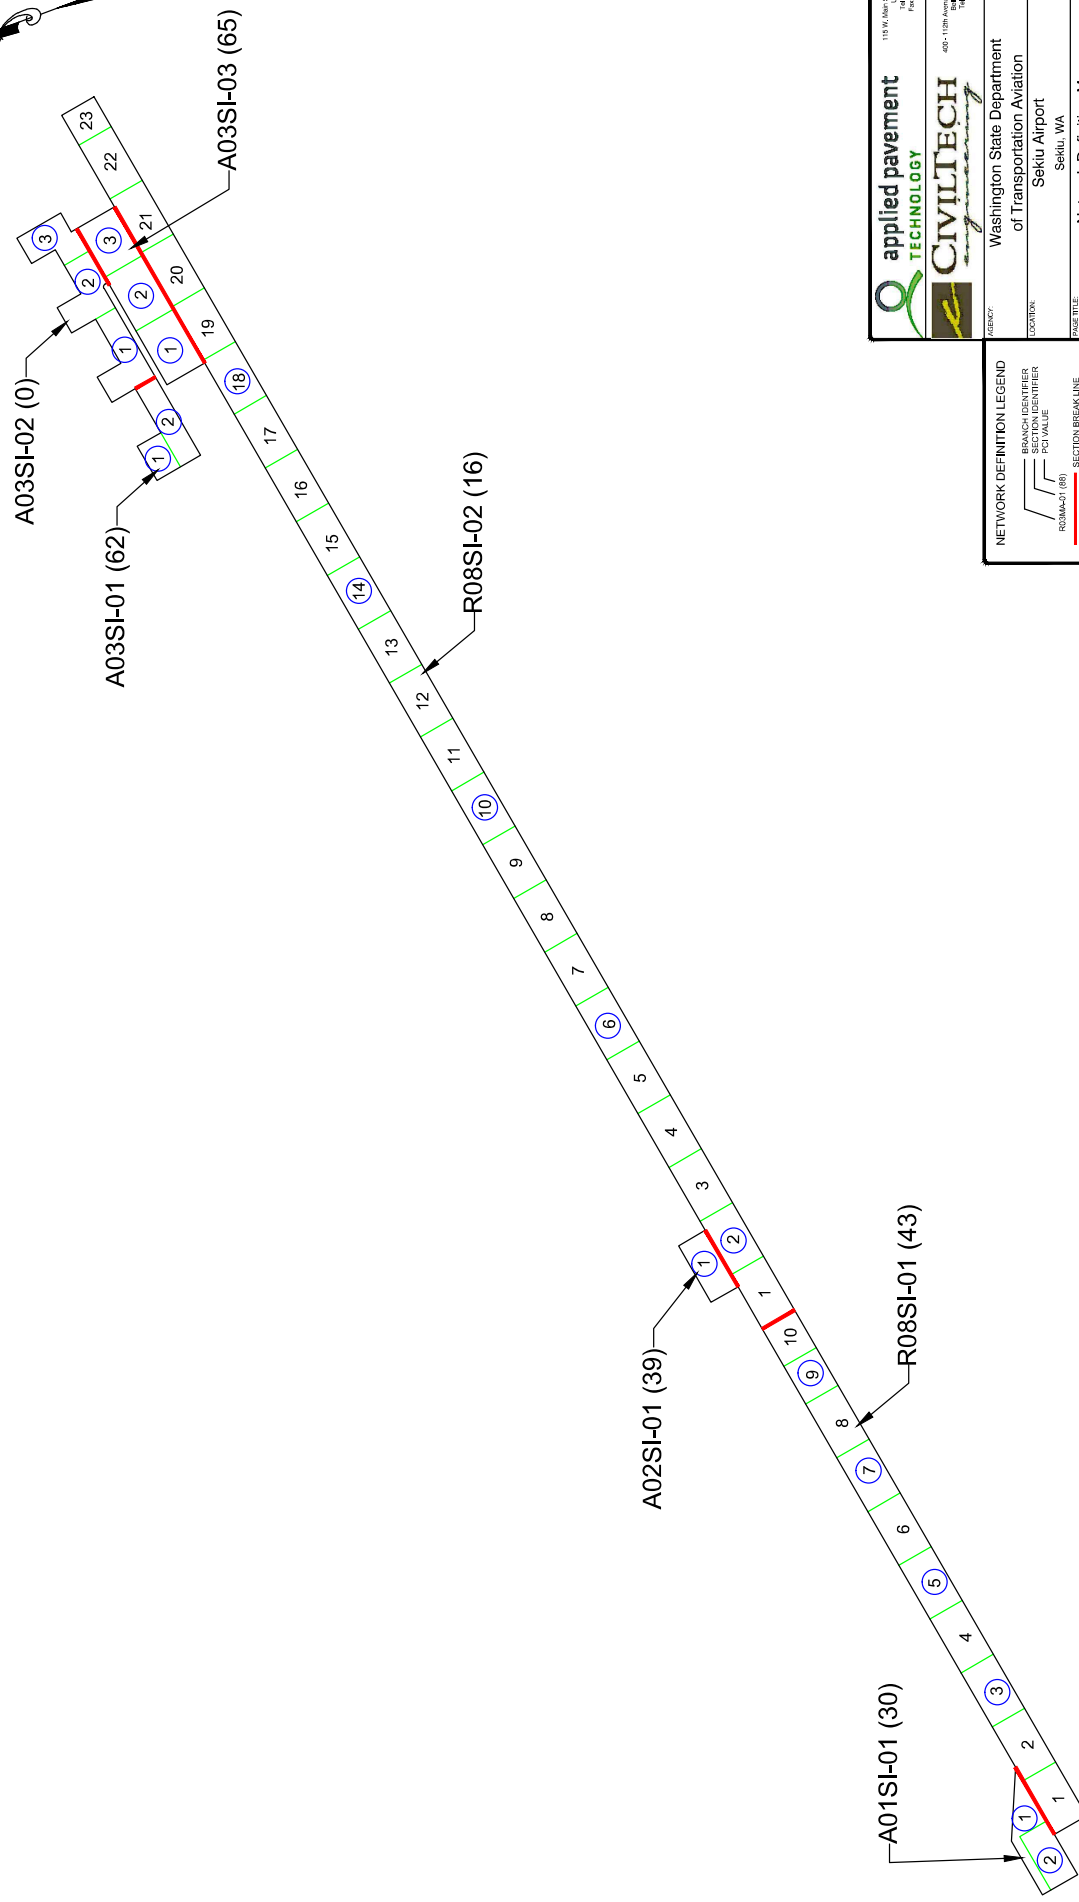 A03SI-02 (0)
A03SI-01 (62)
A03SI-03 (65)
R08SI-02 (16)
A02SI-01 (39)
R08SI-01 (43)
A01SI-01 (30)
3
2
1
2
1
3
2
1
23
22
21
20
19
18
17
16
15
14
13
12
11
10
9
8
7
6
5
4
3
2
1
1
10
9
8
7
6
5
4
3
2
1
1
2
applied pavement
TECHNOLOGY
115 W. Main
CIVILTECH
engineering
400 - 112th
AGENCY:
Washington State Department
of Transportation Aviation
LOCATION:
Sekiu Airport
Sekiu, WA
PAGE TITLE:
NETWORK DEFINITION LEGEND
BRANCH IDENTIFIER
SECTION IDENTIFIER
PCI VALUE
R03MA-01 (88)
SECTION BREAK LINE